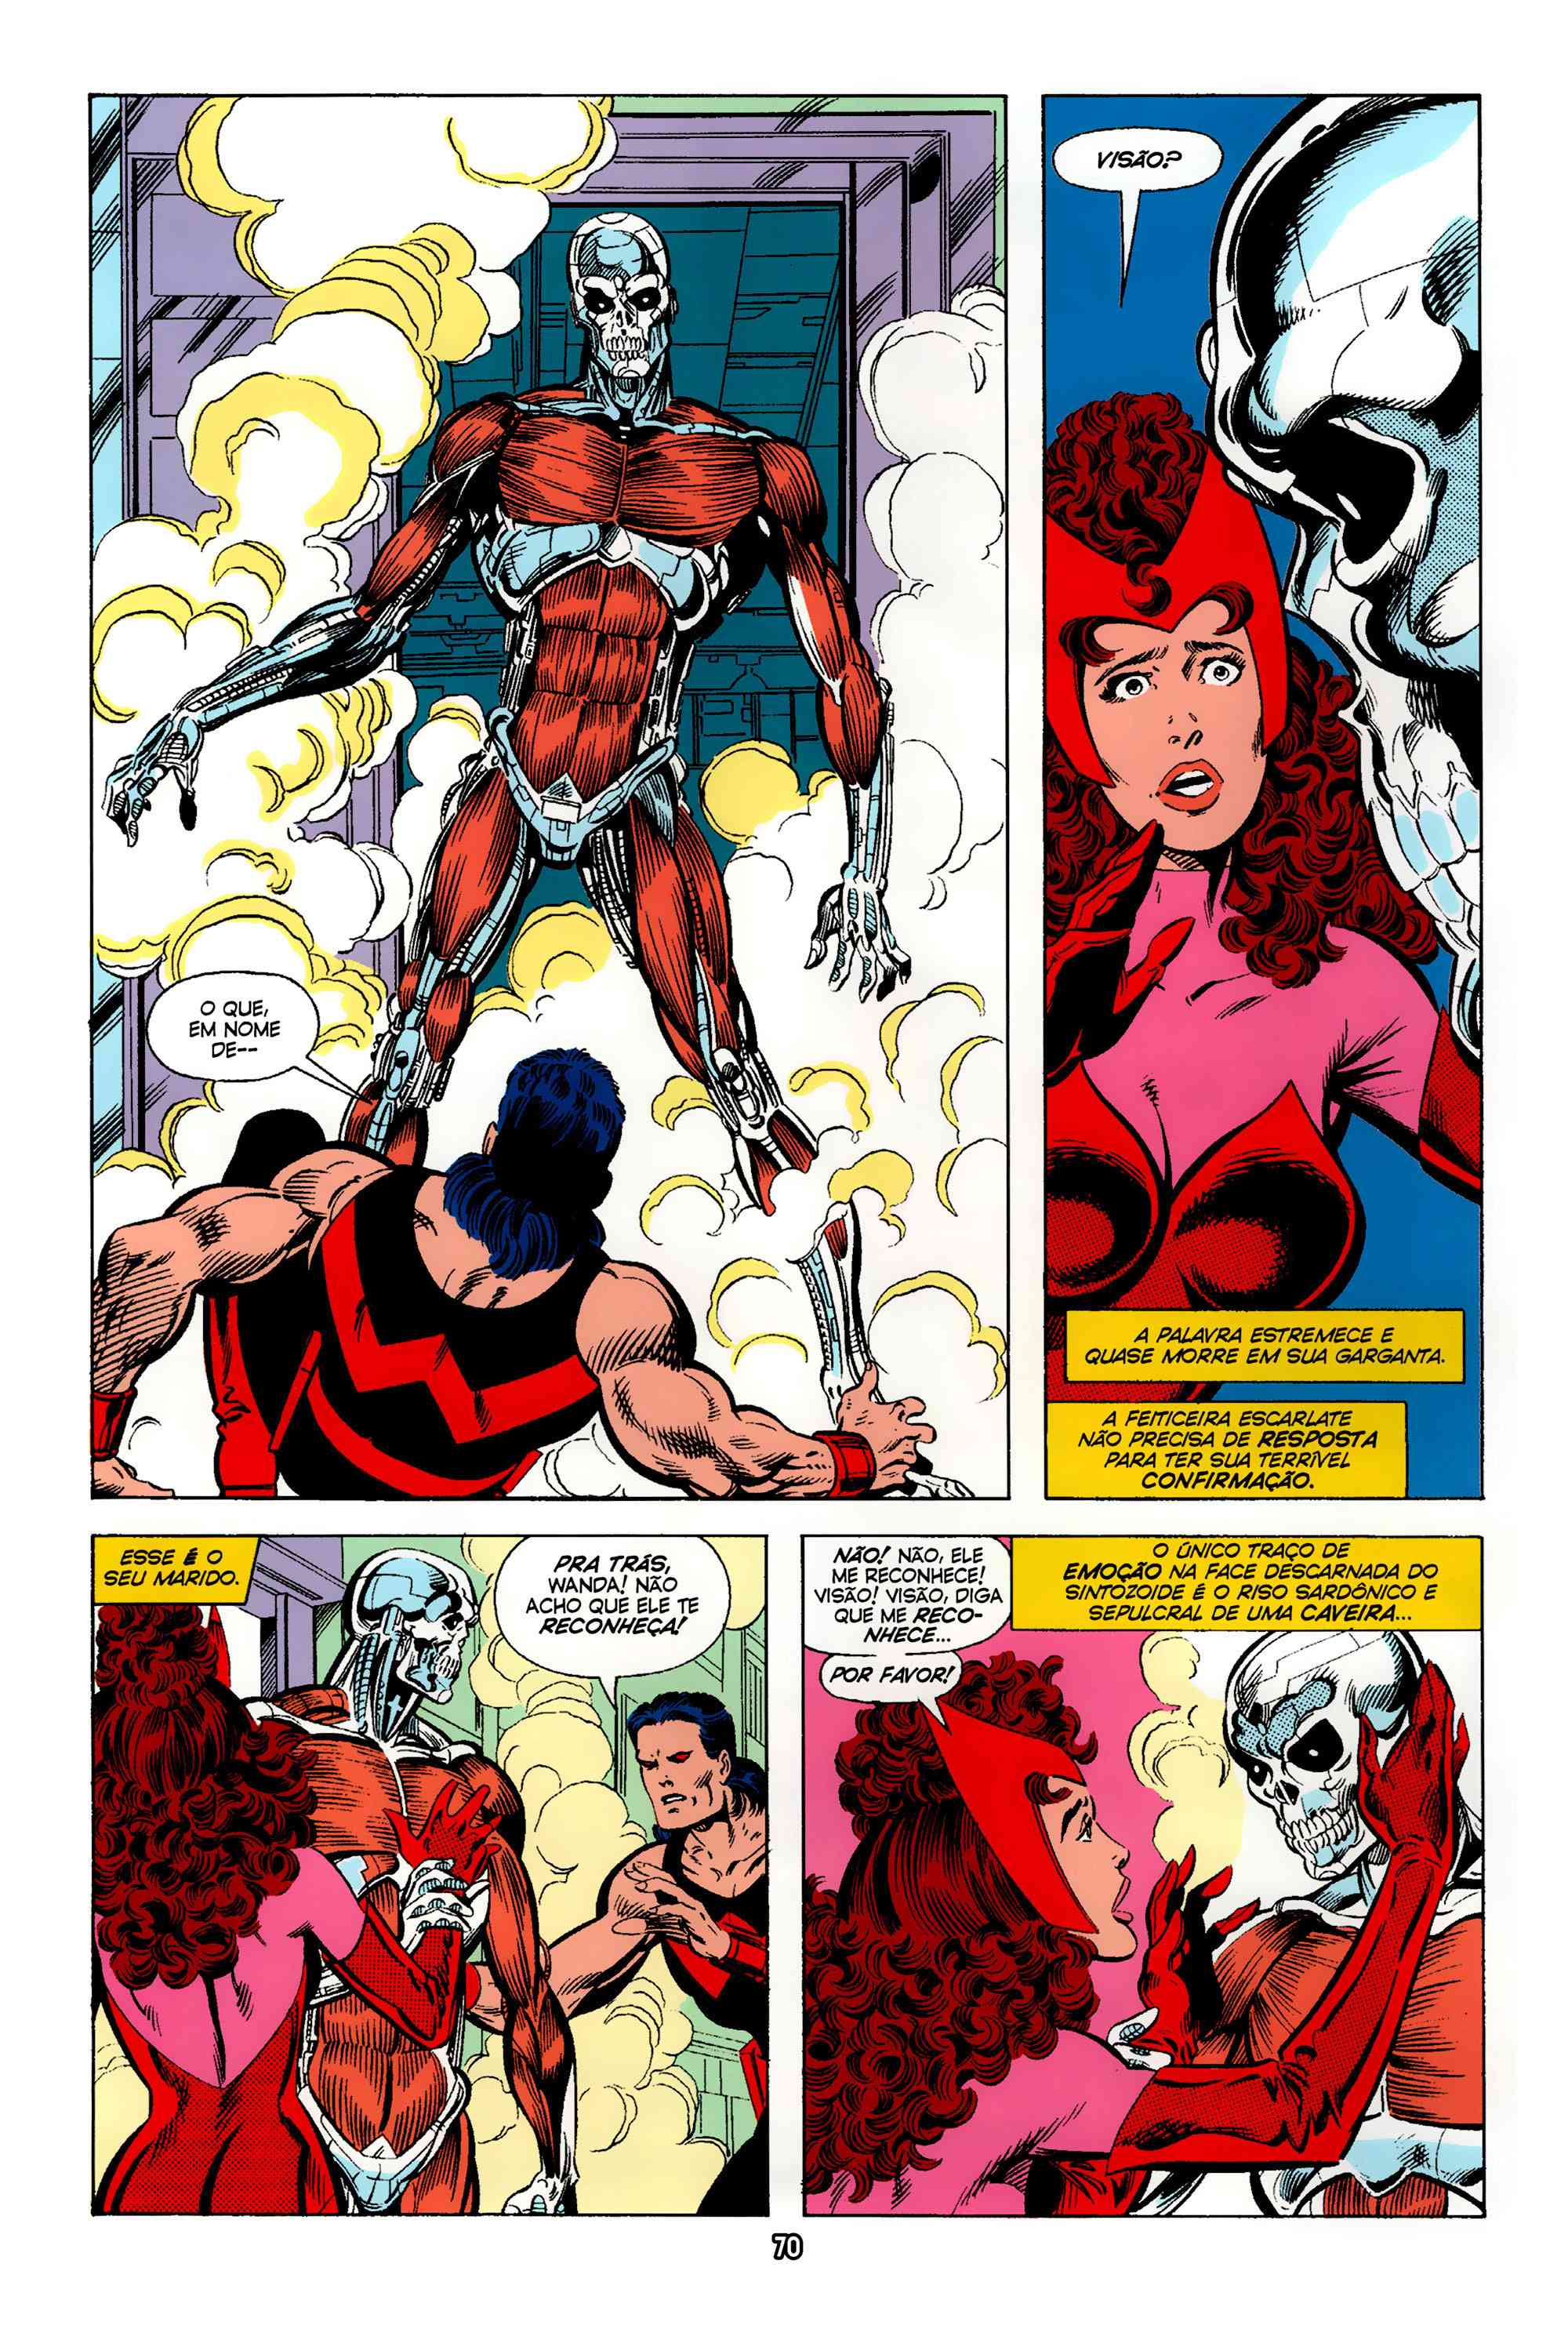 O QUE,
EM NOME
DE--
VISÃO?
A PALAVRA ESTREMECE E
QUASE MORRE EM SUA GARGANTA.
A FEITICEIRA ESCARLATE
NÃO PRECISA DE RESPOSTA
PARA TER SUA TERRÍVEL
CONFIRMAÇÃO.
ESSE É O
SEU MARIDO.
PRA TRÁS,
WANDA! NÃO
ACHO QUE ELE TE
RECONHEÇA!
NÃO! NÃO, ELE
ME RECONHECE!
VISÃO! VISÃO, DIGA
QUE ME RECO-
NHECE...
POR FAVOR!
O ÚNICO TRAÇO DE
EMOÇÃO NA FACE DESCARNADA DO
SINTOZOIDE É O RISO SARDÔNICO E
SEPULCRAL DE UMA CAVEIRA...
70